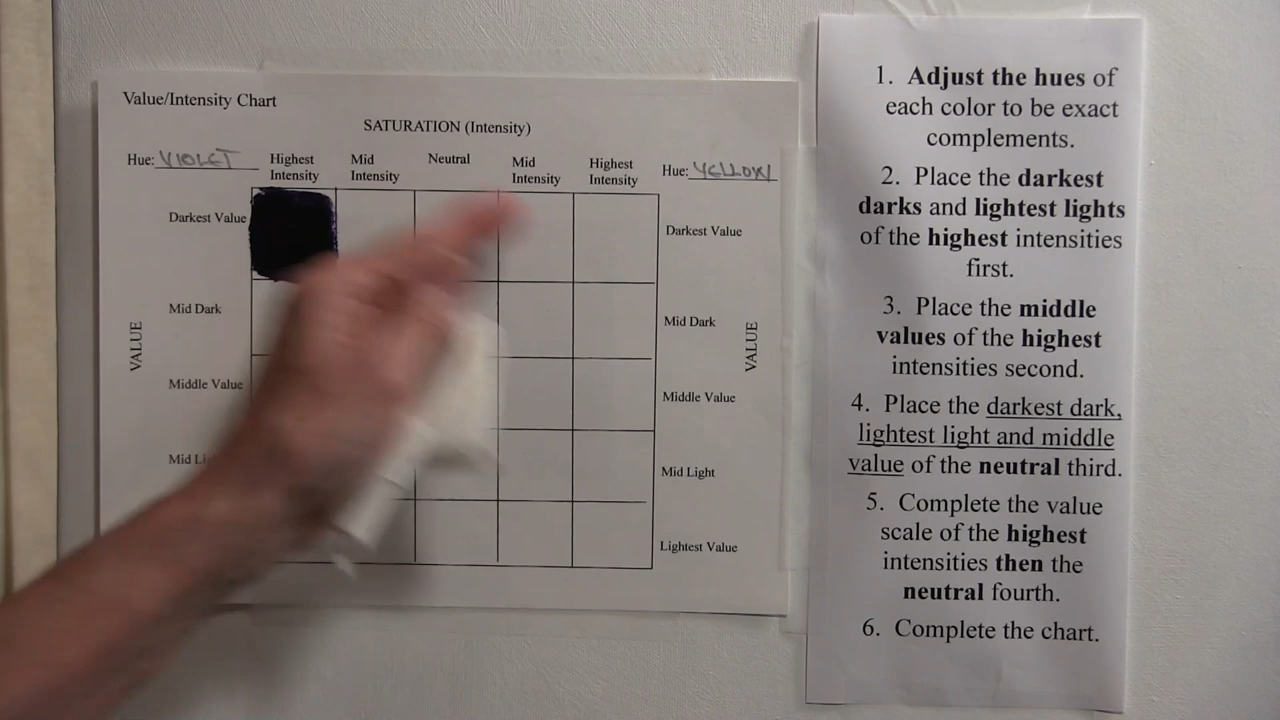 Value/Intensity Chart
SATURATION (Intensity)
Hue: VIOLET
Highest Intensity
Mid Intensity
Neutral
Mid Intensity
Highest Intensity
Hue: YELLOW
Darkest Value
Darkest Value
Mid Dark
Mid Dark
VALUE
VALUE
Middle Value
Middle Value
Mid
Mid Light
Lightest Value
1. Adjust the hues of
each color to be exact
complements.
2. Place the darkest
darks and lightest lights
of the highest intensities
first.
3. Place the middle
values of the highest
intensities second.
4. Place the darkest dark,
lightest light and middle
value of the neutral third.
5. Complete the value
scale of the highest
intensities then the
neutral fourth.
6. Complete the chart.